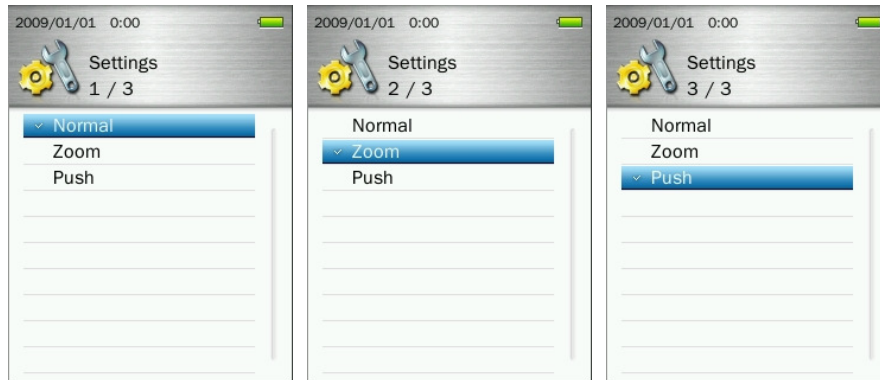 2009/01/01 0:00
Settings
1 / 3
Normal
Zoom
Push
2009/01/01 0:00
Settings
2 / 3
Normal
Zoom
Push
2009/01/01 0:00
Settings
3 / 3
Normal
Zoom
Push